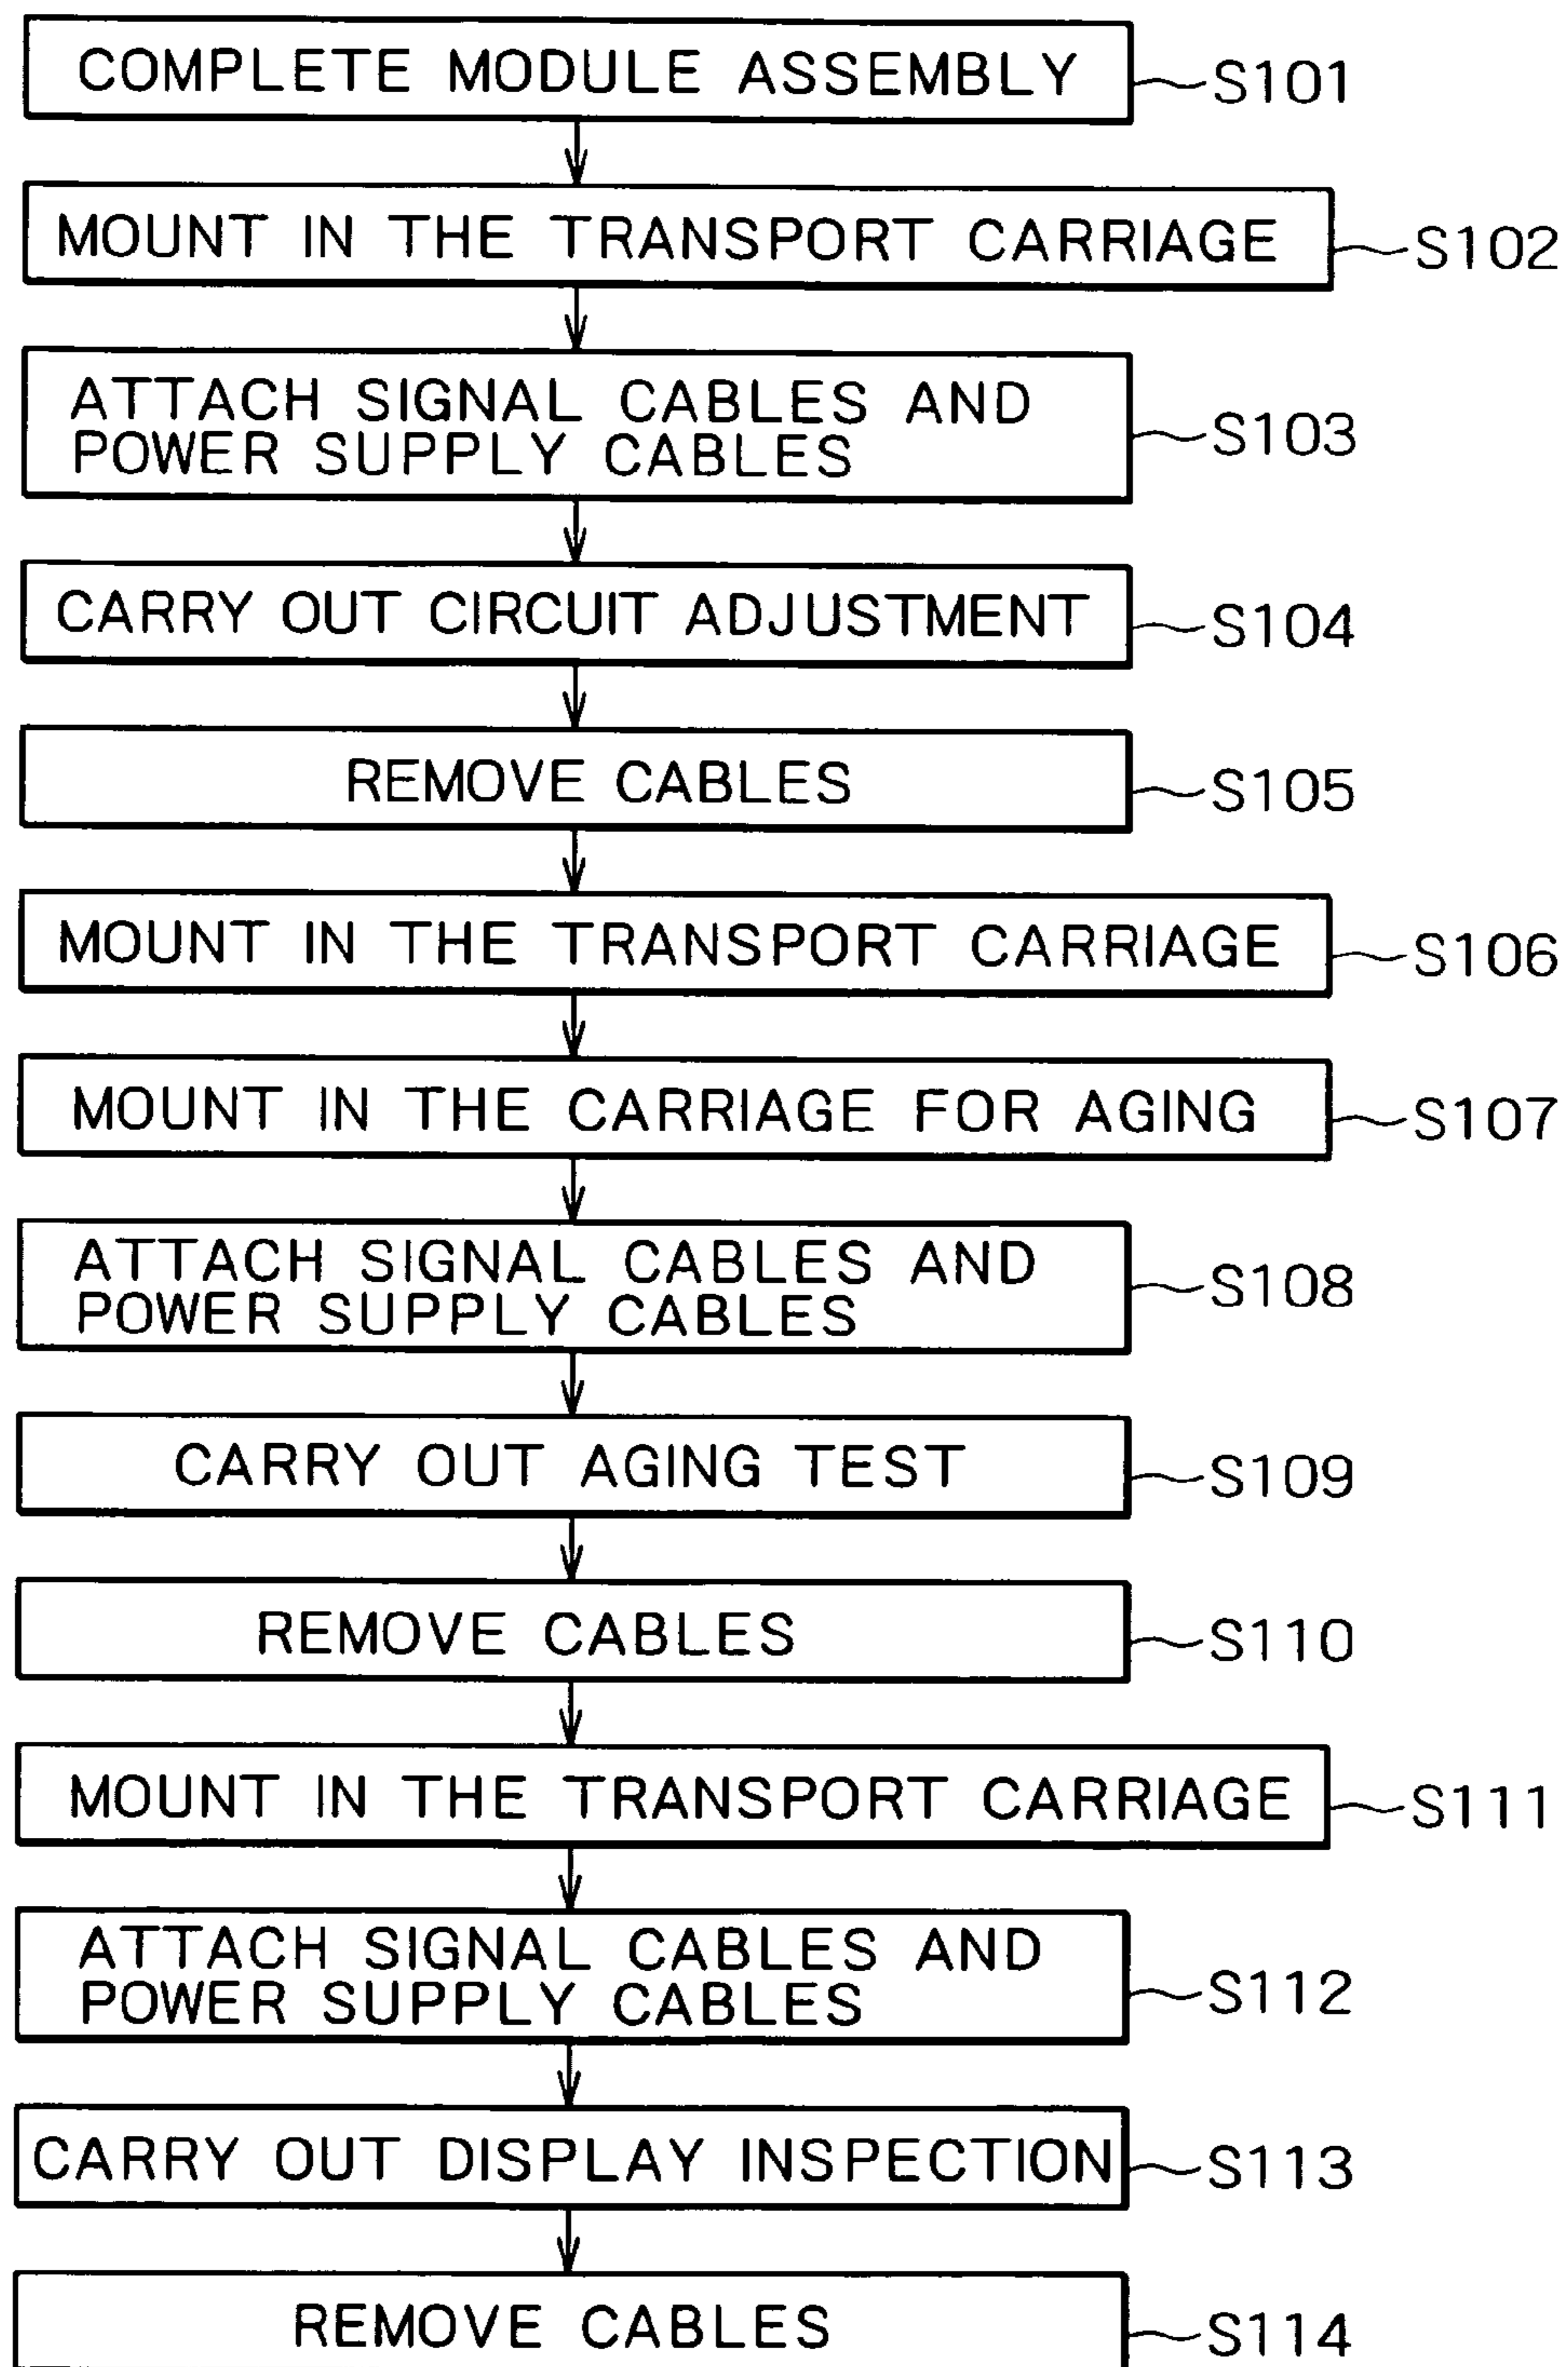 COMPLETE MODULE ASSEMBLY S101
MOUNT IN THE TRANSPORT CARRIAGE S102
ATTACH SIGNAL CABLES AND
POWER SUPPLY CABLES S103
CARRY OUT CIRCUIT ADJUSTMENT S104
REMOVE CABLES S105
MOUNT IN THE TRANSPORT CARRIAGE S106
MOUNT IN THE CARRIAGE FOR AGING S107
ATTACH SIGNAL CABLES AND
POWER SUPPLY CABLES S108
CARRY OUT AGING TEST S109
REMOVE CABLES S110
MOUNT IN THE TRANSPORT CARRIAGE S111
ATTACH SIGNAL CABLES AND
POWER SUPPLY CABLES S112
CARRY OUT DISPLAY INSPECTION S113
REMOVE CABLES S114